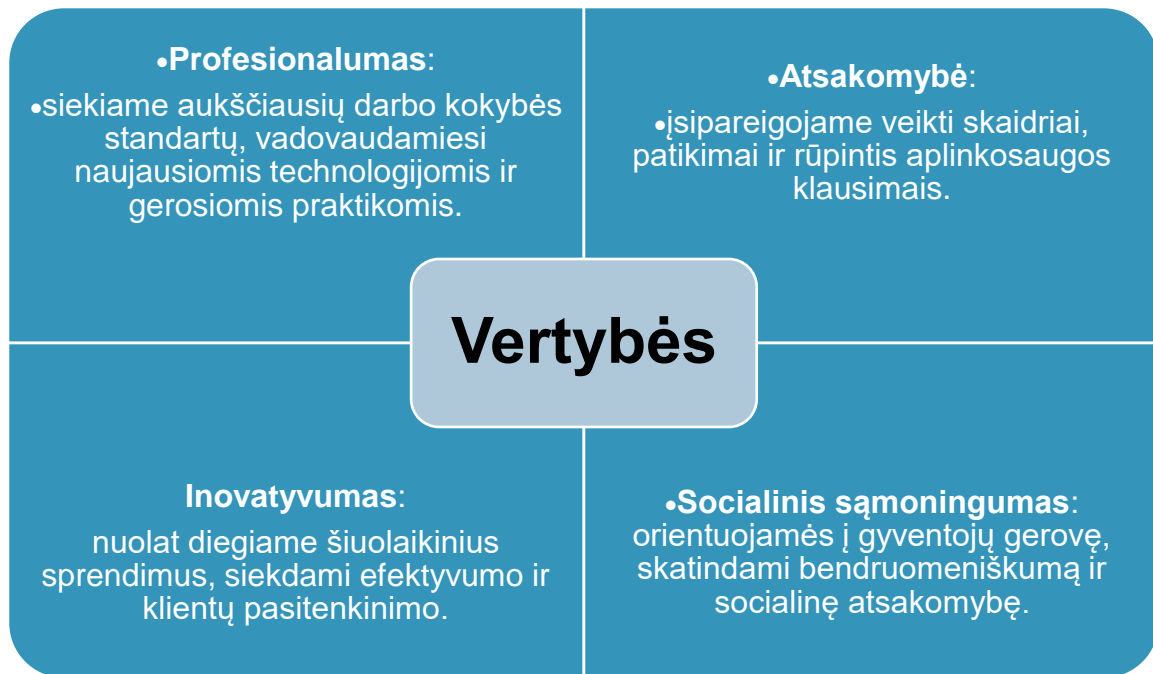 •Profesionalumas:
•siekiame aukščiausių darbo kokybės
standartų, vadovaudamiesi
naujausiomis technologijomis ir
gerosiomis praktikomis.
•Atsakomybė:
•įsipareigojame veikti skaidriai,
patikimai ir rūpintis aplinkosaugos
klausimais.
Vertybės
Inovatyvumas:
nuolat diegiame šiuolaikinius
sprendimus, siekdami efektyvumo ir
klientų pasitenkinimo.
•Socialinis sąmoningumas:
orientuojamės į gyventojų gerovę,
skatindami bendruomeniškumą ir
socialinę atsakomybę.